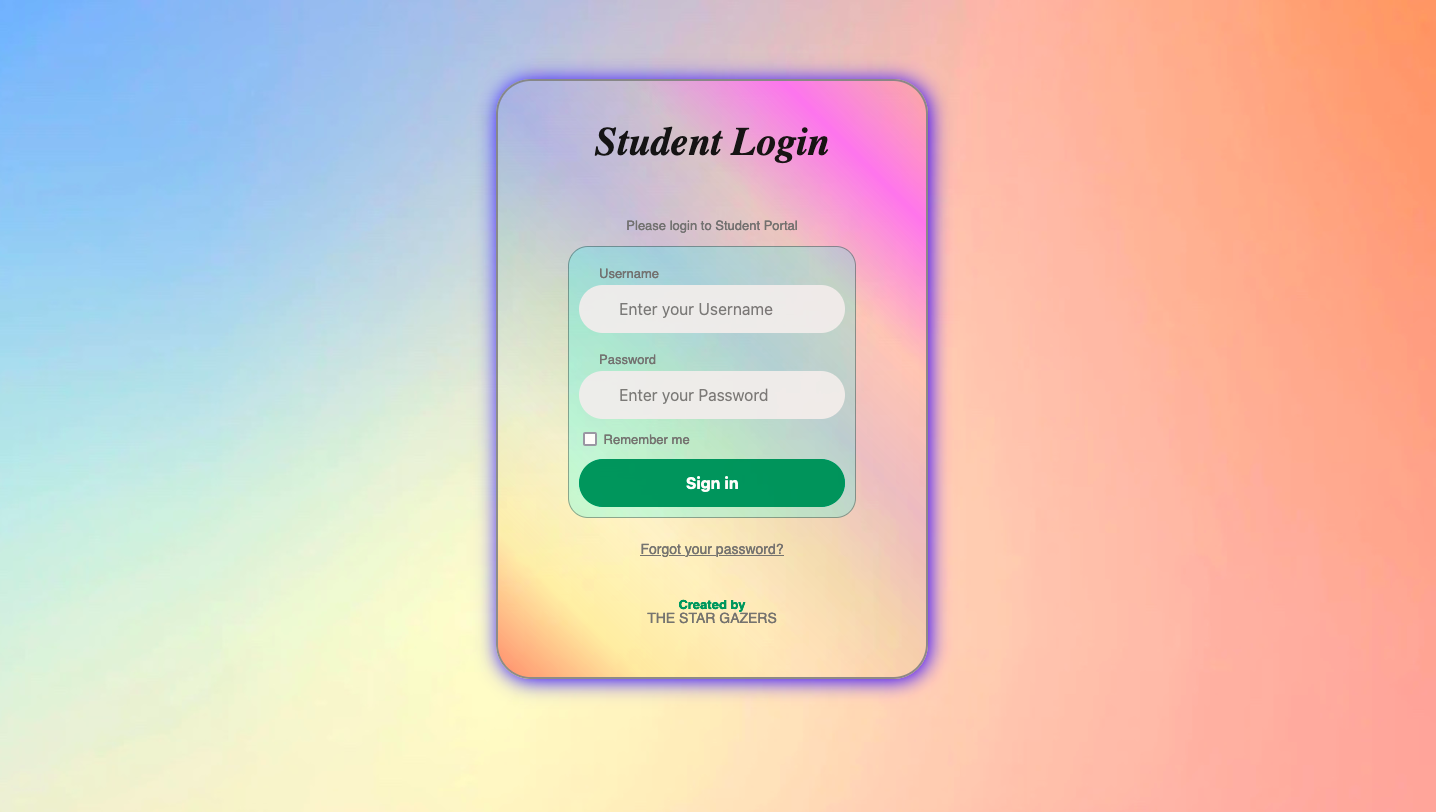 Student Login
Please login to Student Portal
Username
Enter your Username
Password
Enter your Password
Remember me
Sign in
Forgot your password?
Created by
THE STAR GAZERS